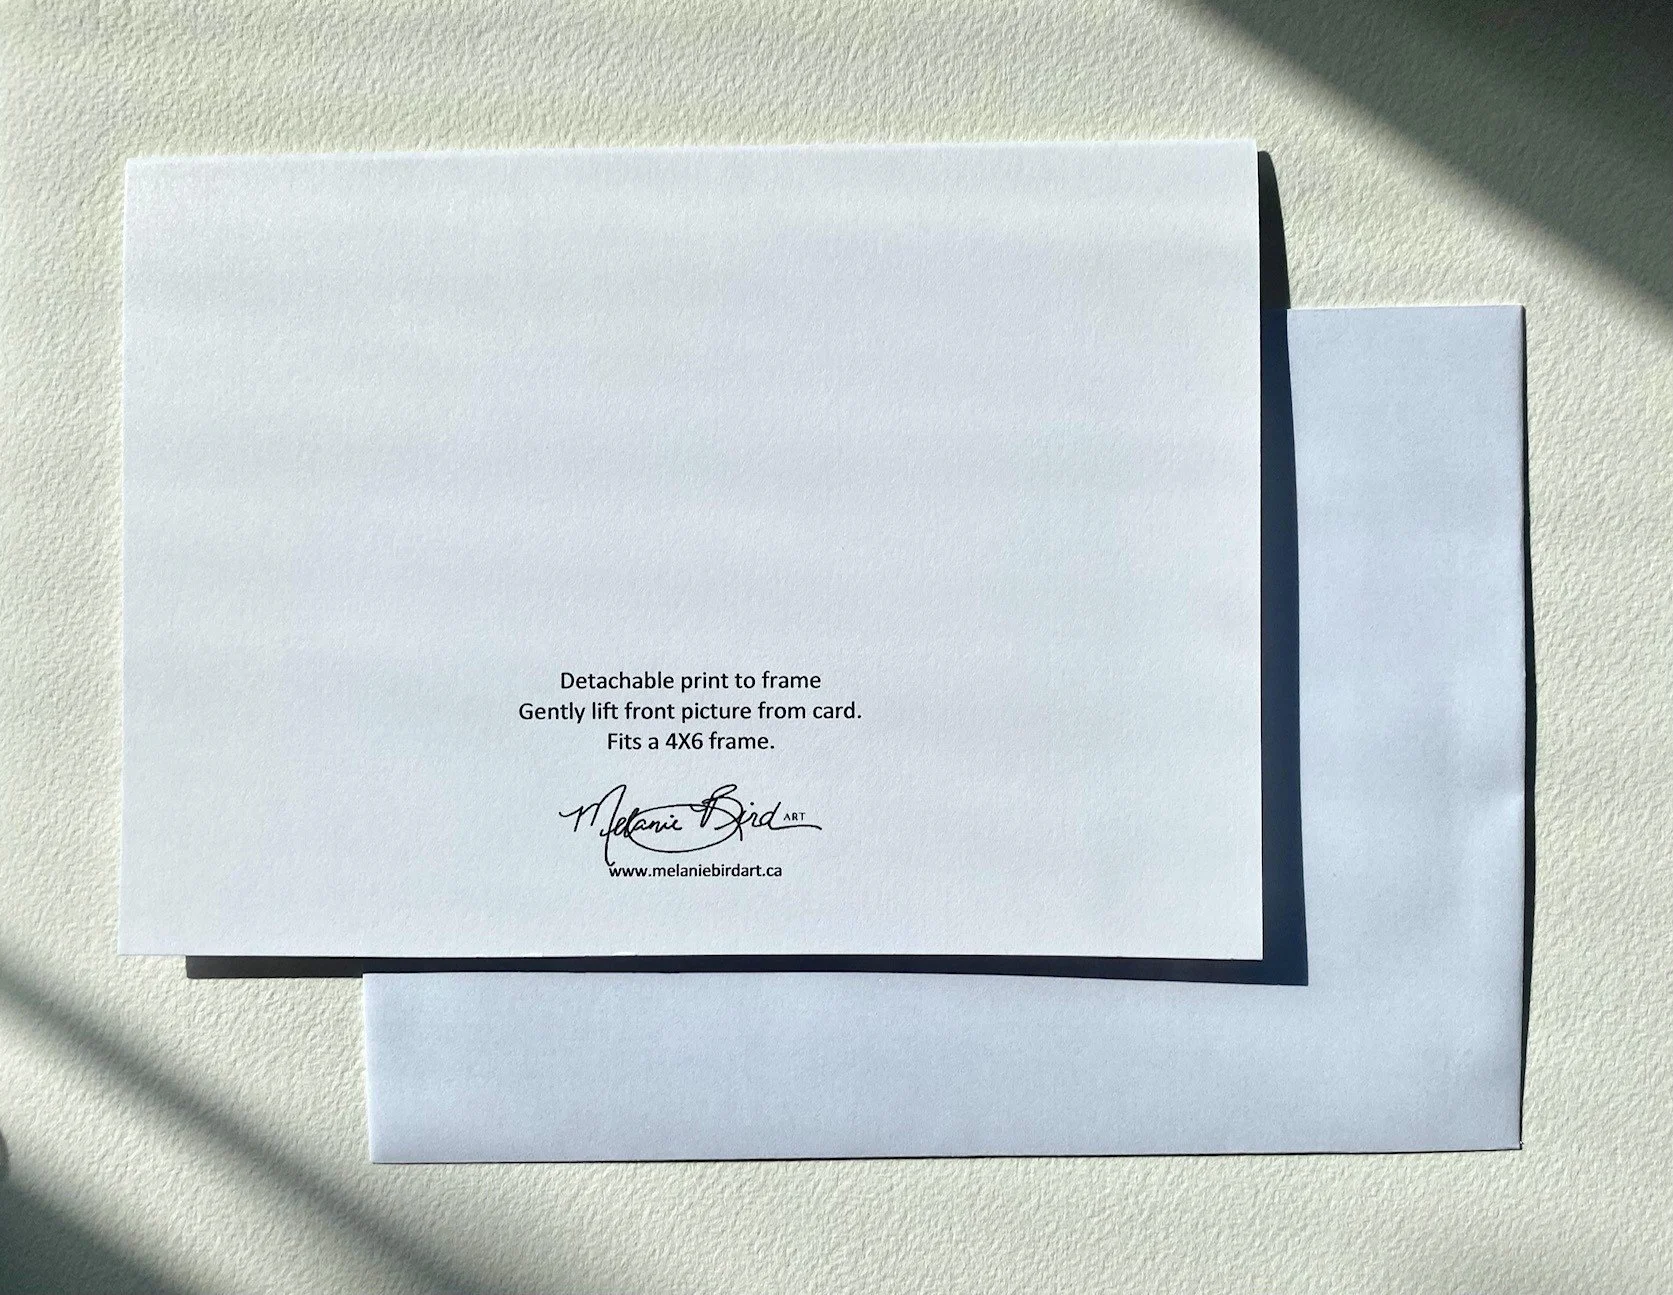 Detachable print to frame
Gently lift front picture from card.
Fits a 4X6 frame.
Melanie Bird ART
www.melaniebirdart.ca